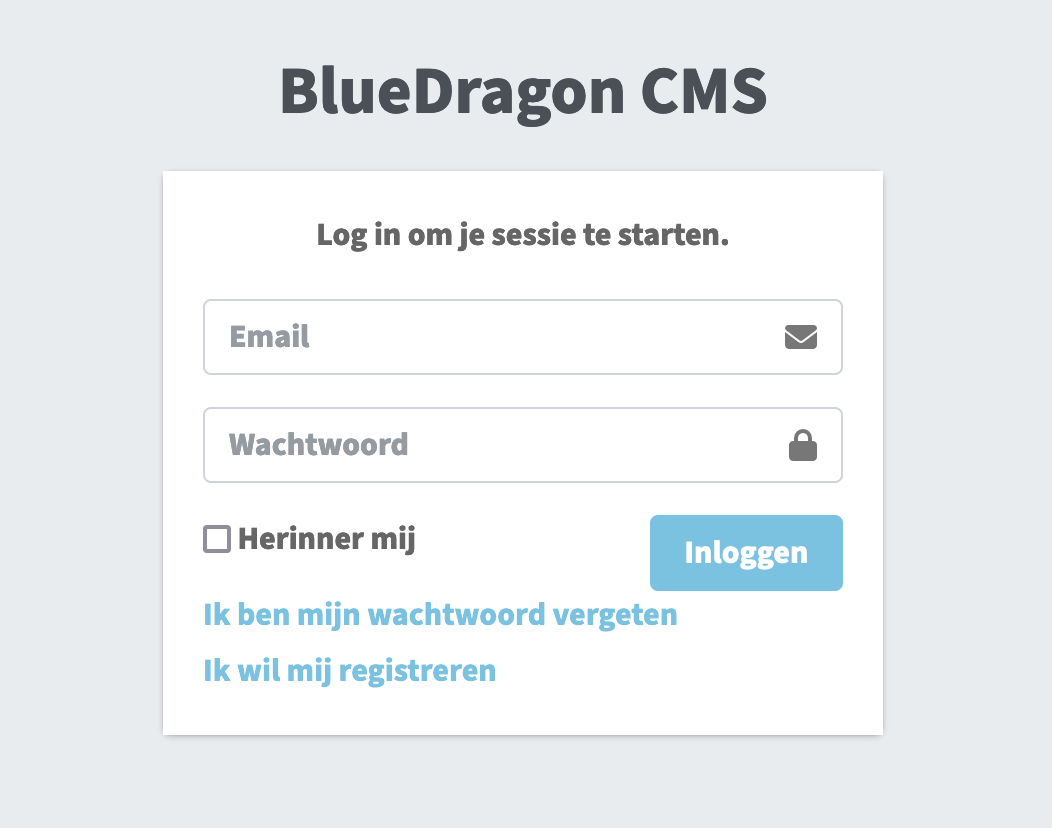 BlueDragon CMS
Log in om je sessie te starten.
Email
Wachtwoord
Herinner mij
Inloggen
Ik ben mijn wachtwoord vergeten
Ik wil mij registreren